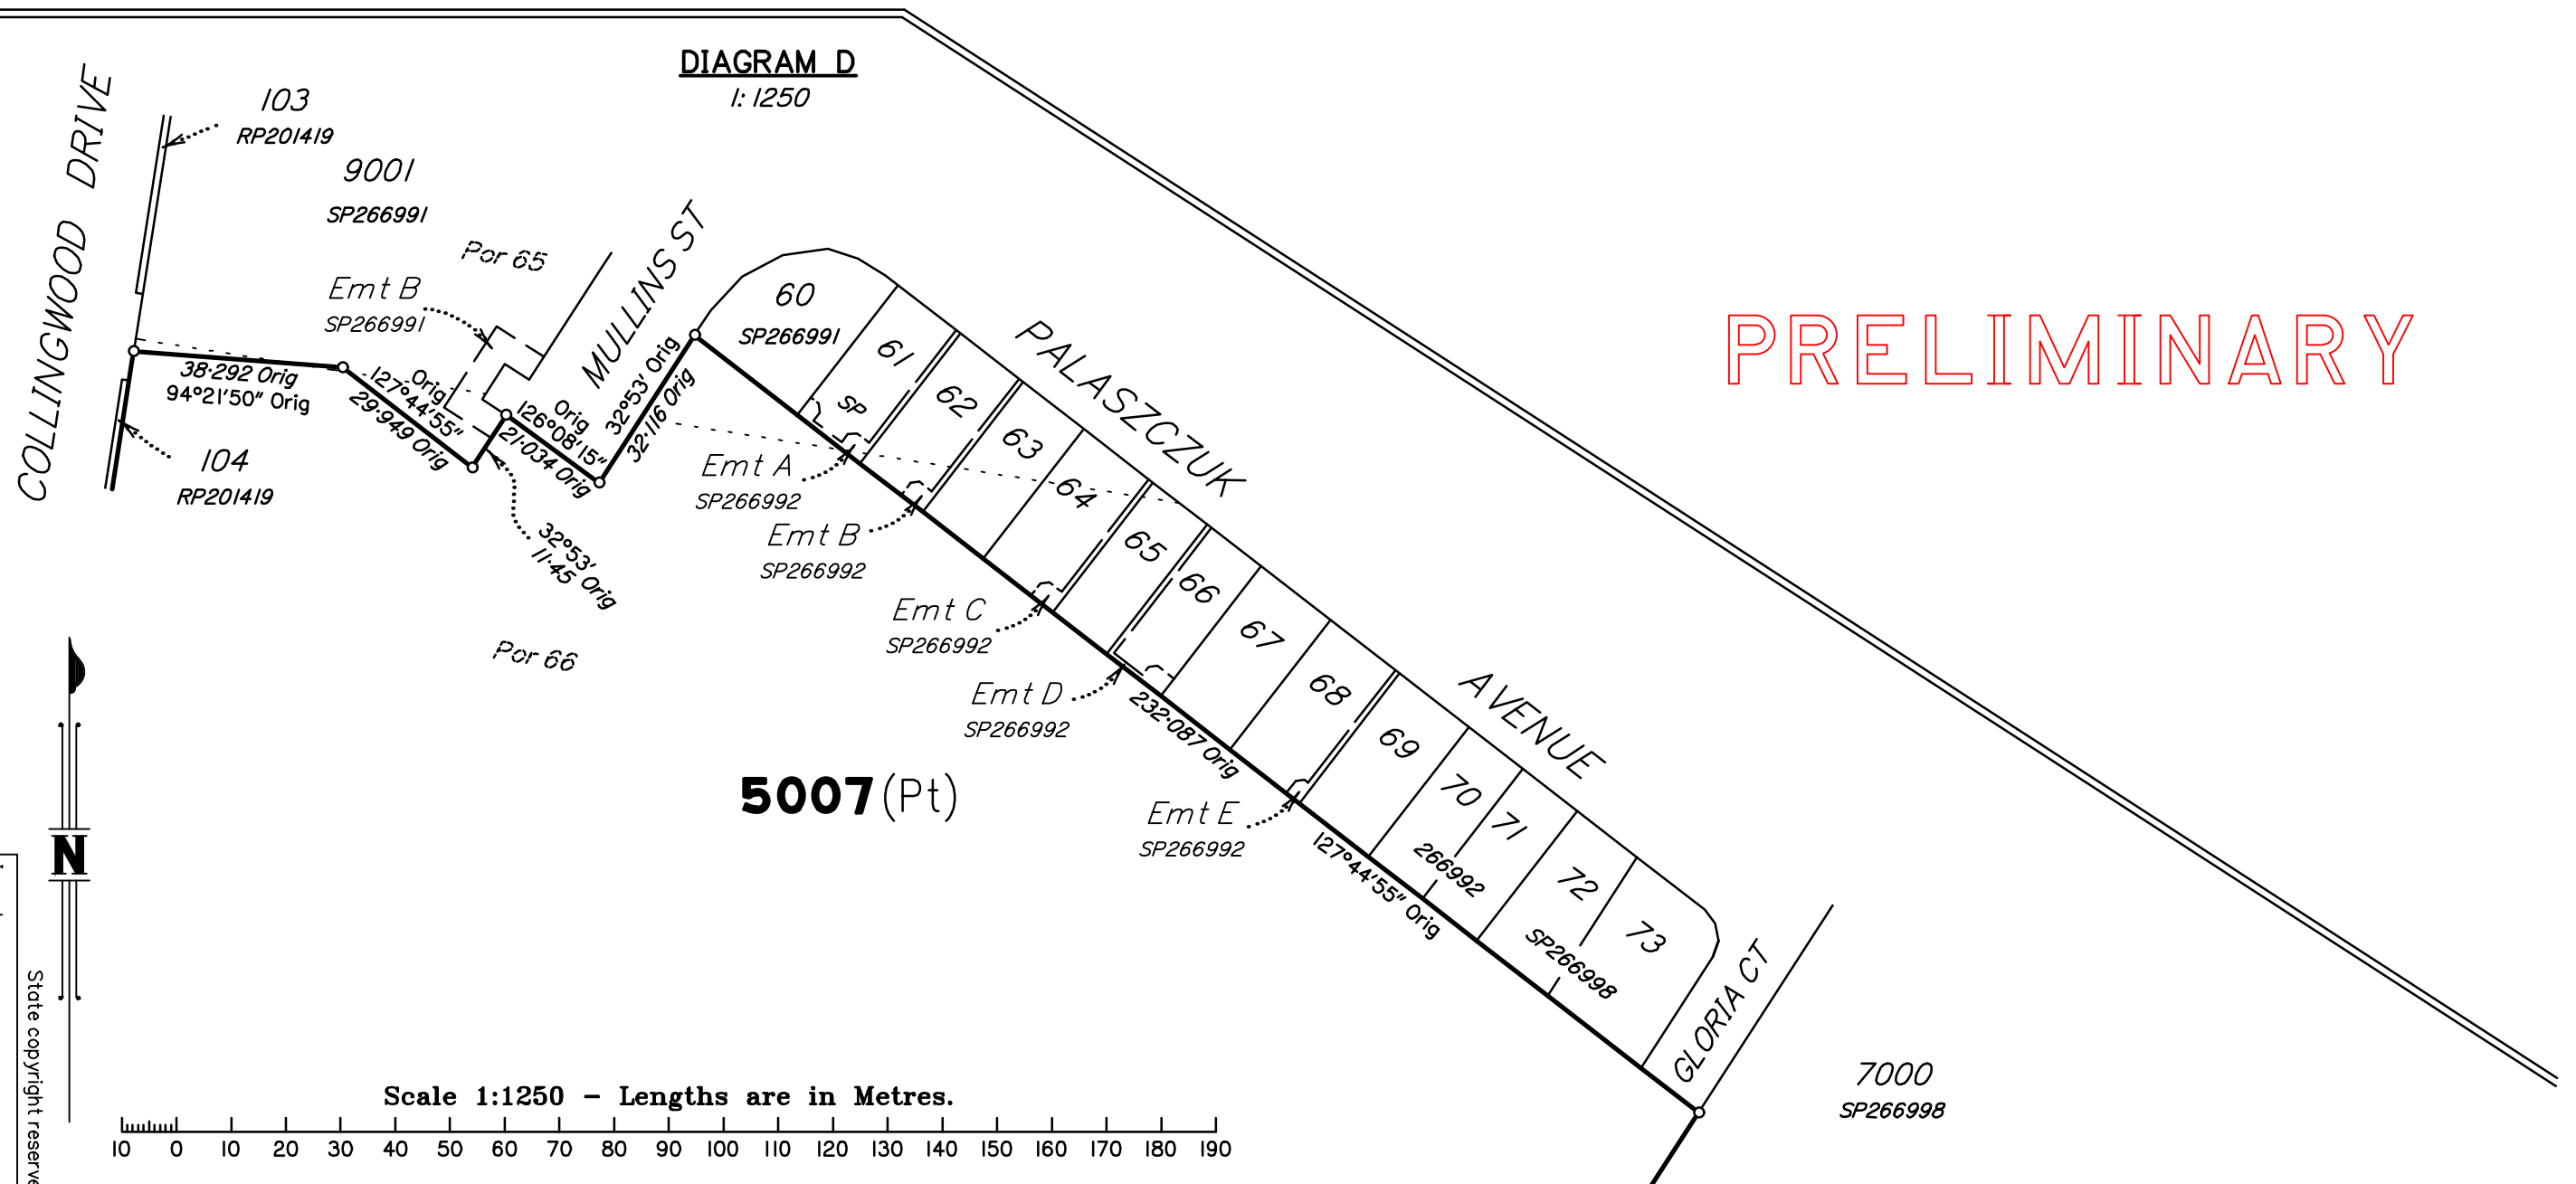 DIAGRAM D
1: 1250
COLLINGWOOD DRIVE
103
RP201419
9001
SP266991
Por 65
Emt B
SP266991
MULLINS ST
60
SP266991
61
SP
62
63
64
65
66
67
68
69
70
71
266992
72
73
SP266998
PALASZCZUK
AVENUE
PRELIMINARY
38·292 Orig
94°21'50" Orig
Orig
127°44'55"
29·949 Orig
Orig
126°08'15"
21·034 Orig
32°53' Orig
32·116 Orig
104
RP201419
32°53'
11·45 Orig
Emt A
SP266992
Emt B
SP266992
Emt C
SP266992
Emt D
SP266992
Emt E
SP266992
Por 66
232·087 Orig
127°44'55" Orig
5007(Pt)
GLORIA CT
7000
SP266998
N
State copyright reserve
Scale 1:1250 – Lengths are in Metres.
10 0 10 20 30 40 50 60 70 80 90 100 110 120 130 140 150 160 170 180 190